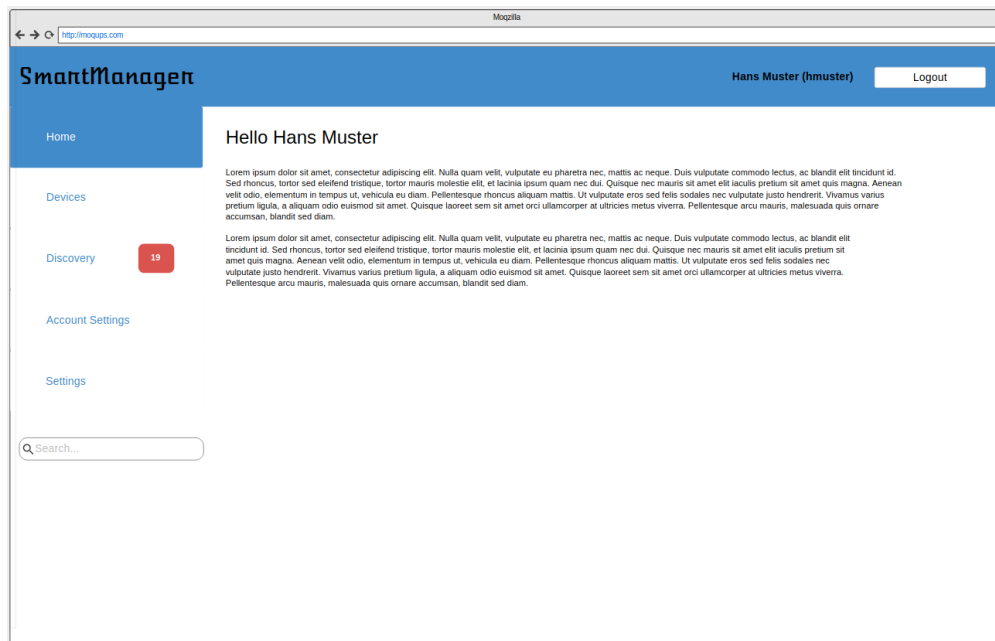 Moqzilla
http://moqups.com
SmartManager
Hans Muster (hmuster)
Logout
Home
Devices
Discovery
19
Account Settings
Settings
Search...
Hello Hans Muster
Lorem ipsum dolor sit amet, consectetur adipiscing elit. Nulla quam velit, vulputate eu pharetra nec, mattis ac neque. Duis vulputate commodo lectus, ac blandit elit tincidunt id.
Sed rhoncus, tortor sed eleifend tristique, tortor mauris molestie elit, et lacinia ipsum quam nec dui. Quisque nec mauris sit amet elit iaculis pretium sit amet quis magna. Aenean
velit odio, elementum in tempus ut, vehicula eu diam. Pellentesque rhoncus aliquam mattis. Ut vulputate eros sed felis sodales nec vulputate justo hendrerit. Vivamus varius
pretium ligula, a aliquam odio euismod sit amet. Quisque laoreet sem sit amet orci ullamcorper at ultricies metus viverra. Pellentesque arcu mauris, malesuada quis ornare
accumsan, blandit sed diam.
Lorem ipsum dolor sit amet, consectetur adipiscing elit. Nulla quam velit, vulputate eu pharetra nec, mattis ac neque. Duis vulputate commodo lectus, ac blandit elit
tincidunt id. Sed rhoncus, tortor sed eleifend tristique, tortor mauris molestie elit, et lacinia ipsum quam nec dui. Quisque nec mauris sit amet elit iaculis pretium sit
amet quis magna. Aenean velit odio, elementum in tempus ut, vehicula eu diam. Pellentesque rhoncus aliquam mattis. Ut vulputate eros sed felis sodales nec
vulputate justo hendrerit. Vivamus varius pretium ligula, a aliquam odio euismod sit amet. Quisque laoreet sem sit amet orci ullamcorper at ultricies metus viverra.
Pellentesque arcu mauris, malesuada quis ornare accumsan, blandit sed diam.